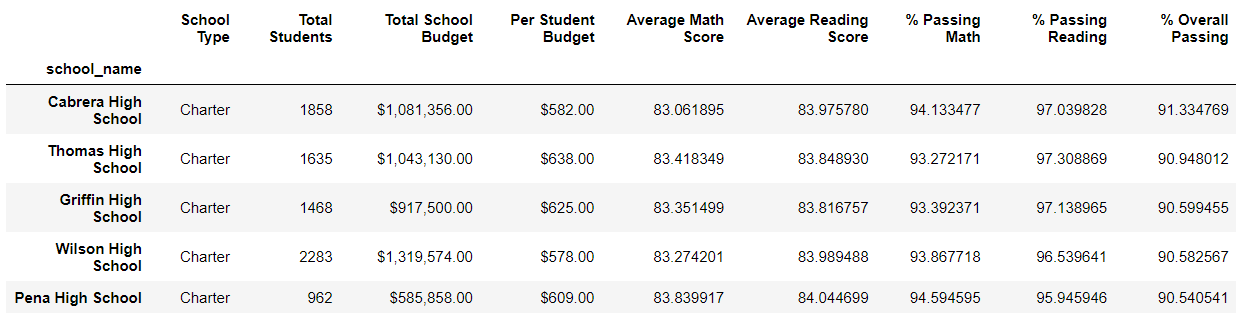 School Type Total Students Total School Budget Per Student Budget Average Math Score Average Reading Score % Passing Math % Passing Reading % Overall Passing
school_name
Cabrera High School Charter 1858 $1,081,356.00 $582.00 83.061895 83.975780 94.133477 97.039828 91.334769
Thomas High School Charter 1635 $1,043,130.00 $638.00 83.418349 83.848930 93.272171 97.308869 90.948012
Griffin High School Charter 1468 $917,500.00 $625.00 83.351499 83.816757 93.392371 97.138965 90.599455
Wilson High School Charter 2283 $1,319,574.00 $578.00 83.274201 83.989488 93.867718 96.539641 90.582567
Pena High School Charter 962 $585,858.00 $609.00 83.839917 84.044699 94.594595 95.945946 90.540541